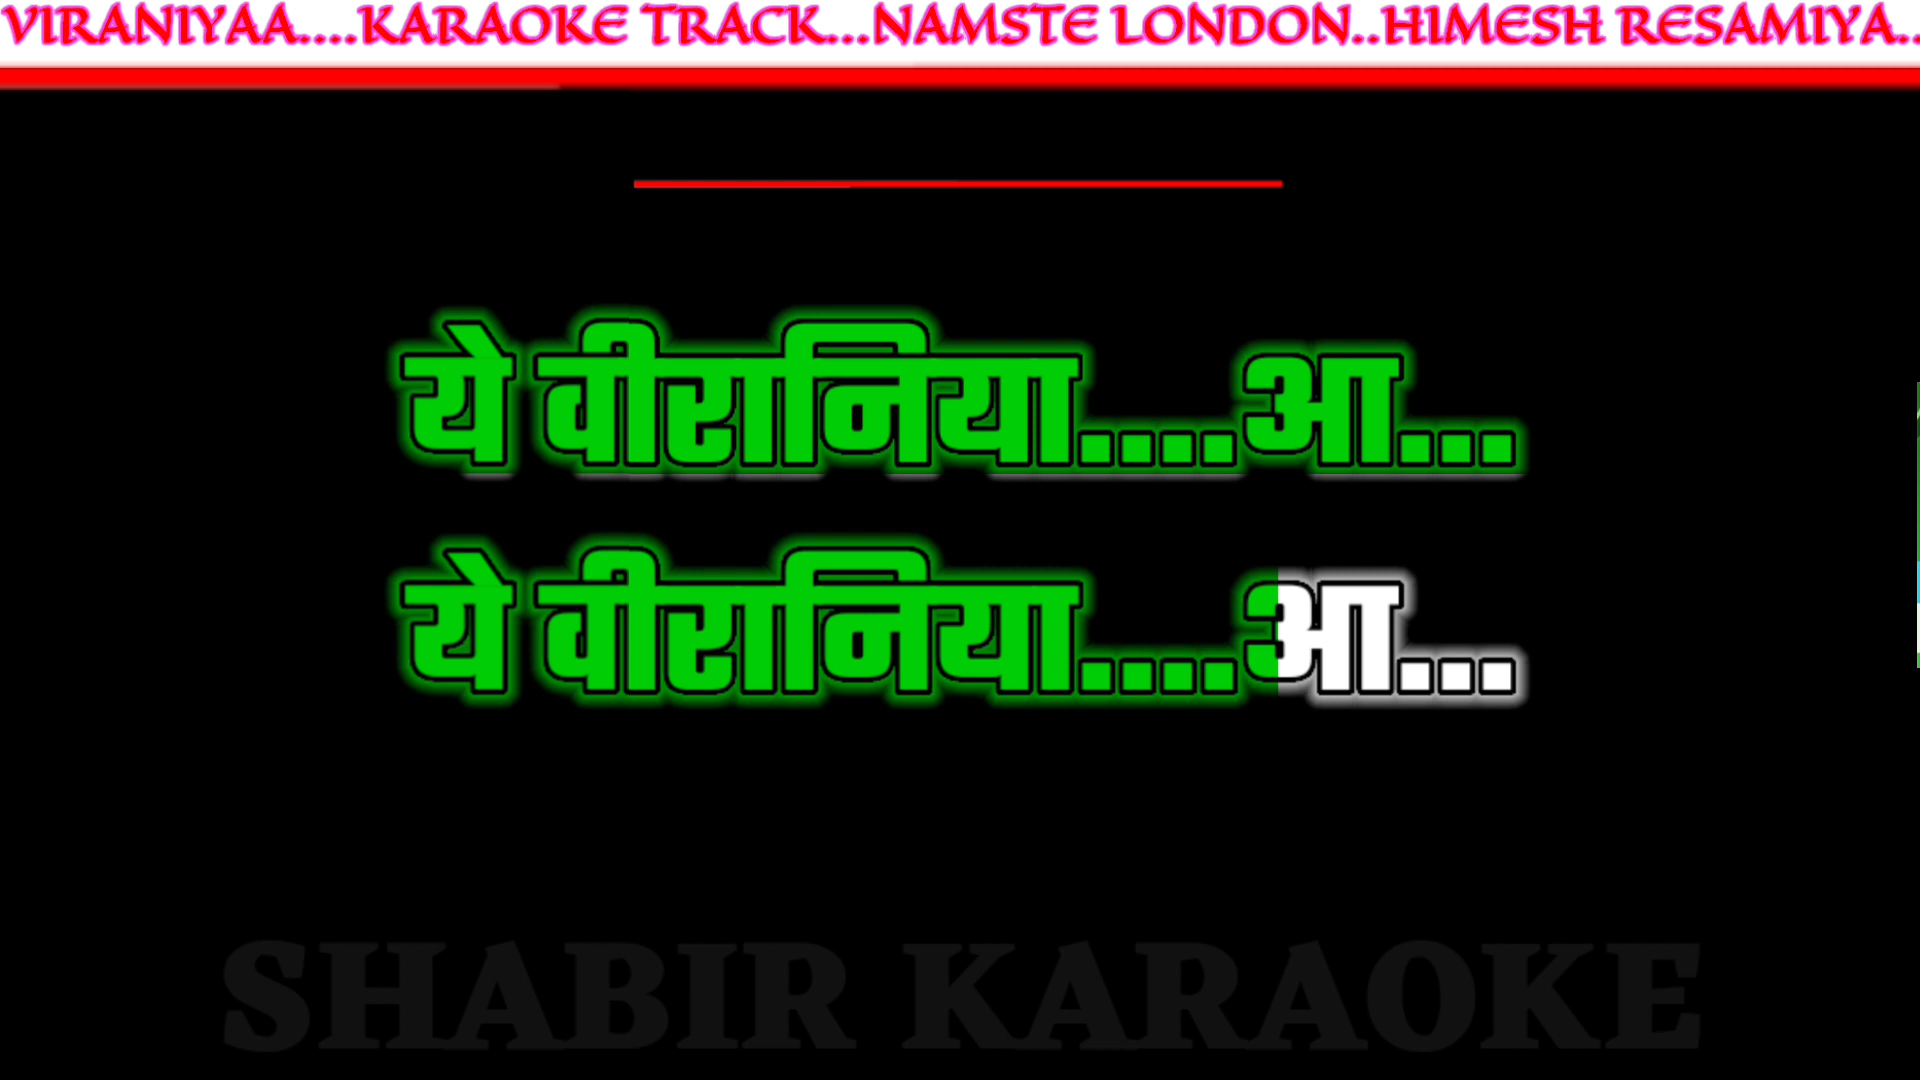 VIRANIYAA....KARAOKE TRACK...NAMSTE LONDON..HIMESH RESAMIYA..
ये वीरानिया....आ...
ये वीरानिया....आ...
SHABIR KARAOKE